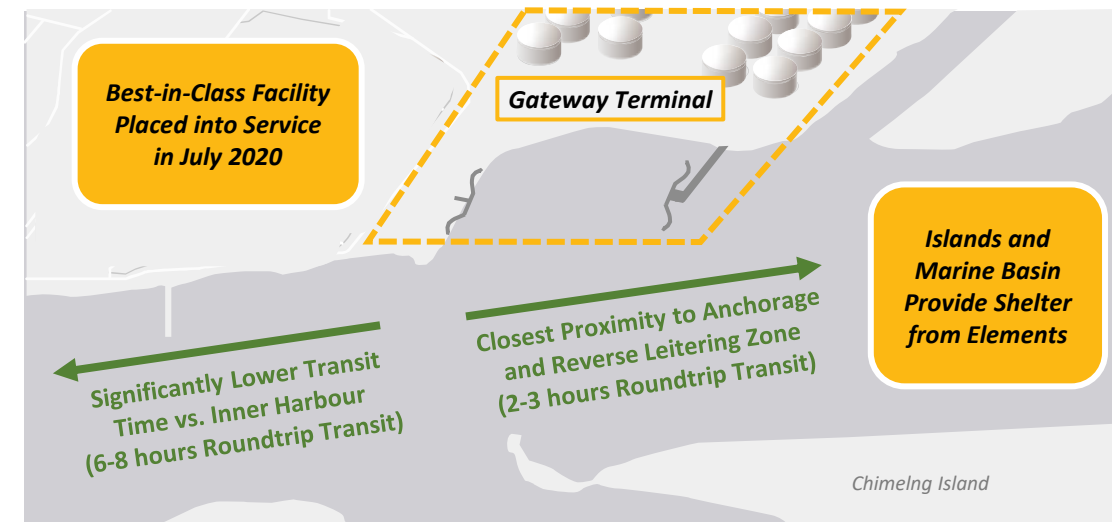 Best-in-Class Facility
Placed into Service
in July 2020
Gateway Terminal
Islands and
Marine Basin
Provide Shelter
from Elements
Significantly Lower Transit
Time vs. Inner Harbour
(6-8 hours Roundtrip Transit)
Closest Proximity to Anchorage
and Reverse Leitering Zone
(2-3 hours Roundtrip Transit)
Chimelng Island